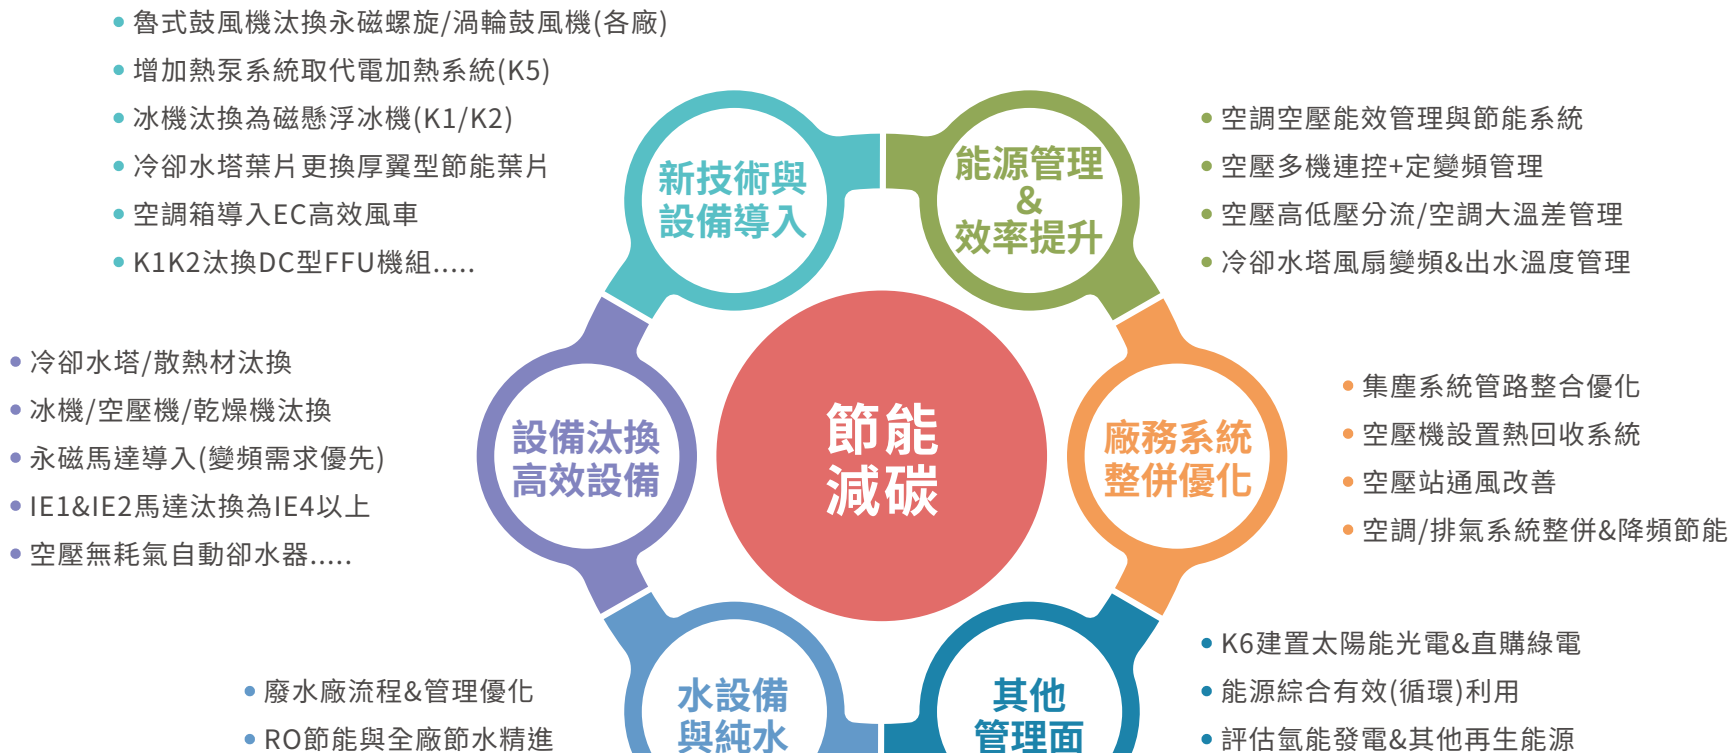 魯式鼓風機汰換永磁螺旋/渦輪鼓風機(各廠)
增加熱泵系統取代電加熱系統(K5)
冰機汰換為磁懸浮冰機(K1/K2)
冷卻水塔葉片更換厚翼型節能葉片
空調箱導入EC高效風車
K1K2汰換DC型FFU機組.....
新技術與
設備導入
能源管理
&
效率提升
空調空壓能效管理與節能系統
空壓多機連控+定變頻管理
空壓高低壓分流/空調大溫差管理
冷卻水塔風扇變頻&出水溫度管理
冷卻水塔/散熱材汰換
冰機/空壓機/乾燥機汰換
永磁馬達導入(變頻需求優先)
IE1&IE2馬達汰換為IE4以上
空壓無耗氣自動卻水器.....
設備汰換
高效設備
節能
減碳
廠務系統
整併優化
集塵系統管路整合優化
空壓機設置熱回收系統
空壓站通風改善
空調/排氣系統整併&降頻節能
廢水廠流程&管理優化
RO節能與全廠節水精進
水設備
與純水
其他
管理面
K6建置太陽能光電&直購綠電
能源綜合有效(循環)利用
評估氫能發電&其他再生能源